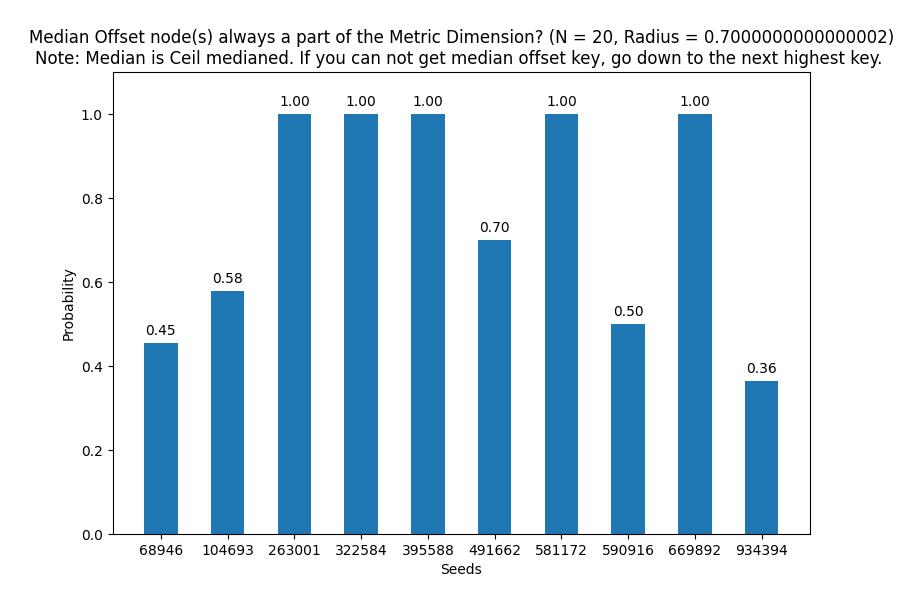 Median Offset node(s) always a part of the Metric Dimension? (N = 20, Radius = 0.7000000000000002)
Note: Median is Ceil medianed. If you can not get median offset key, go down to the next highest key.
1.00 1.00 1.00 1.00 1.00
1.0
0.8
0.70
0.6
0.58
0.50
0.45
0.4
0.36
0.2
0.0
Probability
68946 104693 263001 322584 395588 491662 581172 590916 669892 934394
Seeds